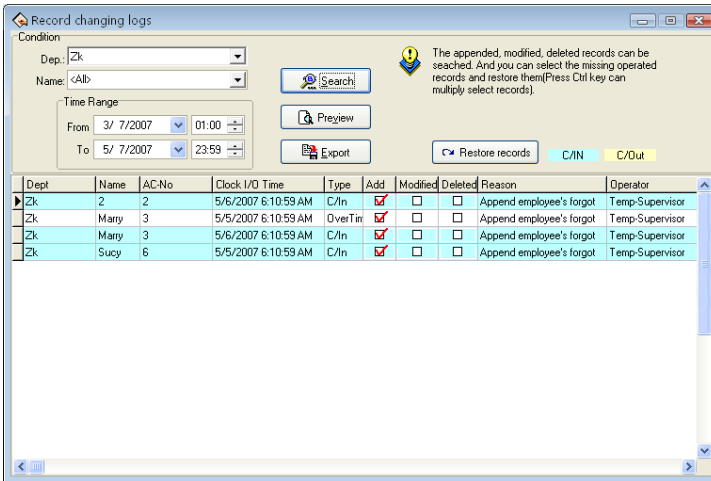 Record changing logs
Condition
Dep.: Zk
Name: <All>
Time Range
From 3/ 7/2007 01:00
To 5/ 7/2007 23:59
Search
Preview
Export
The appended, modified, deleted records can be
seached. And you can select the missing operated
records and restore them(Press Ctrl key can
multiply select records).
Restore records C/IN C/Out
Dept Name AC-No Clock I/O Time Type Add Modified Deleted Reason Operator
Zk 2 2 5/6/2007 6:10:59 AM C/In Append employee's forgot Temp-Supervisor
Zk Marry 3 5/5/2007 6:10:59 AM OverTim Append employee's forgot Temp-Supervisor
Zk Marry 3 5/6/2007 6:10:59 AM C/In Append employee's forgot Temp-Supervisor
Zk Sucy 6 5/5/2007 6:10:59 AM C/In Append employee's forgot Temp-Supervisor